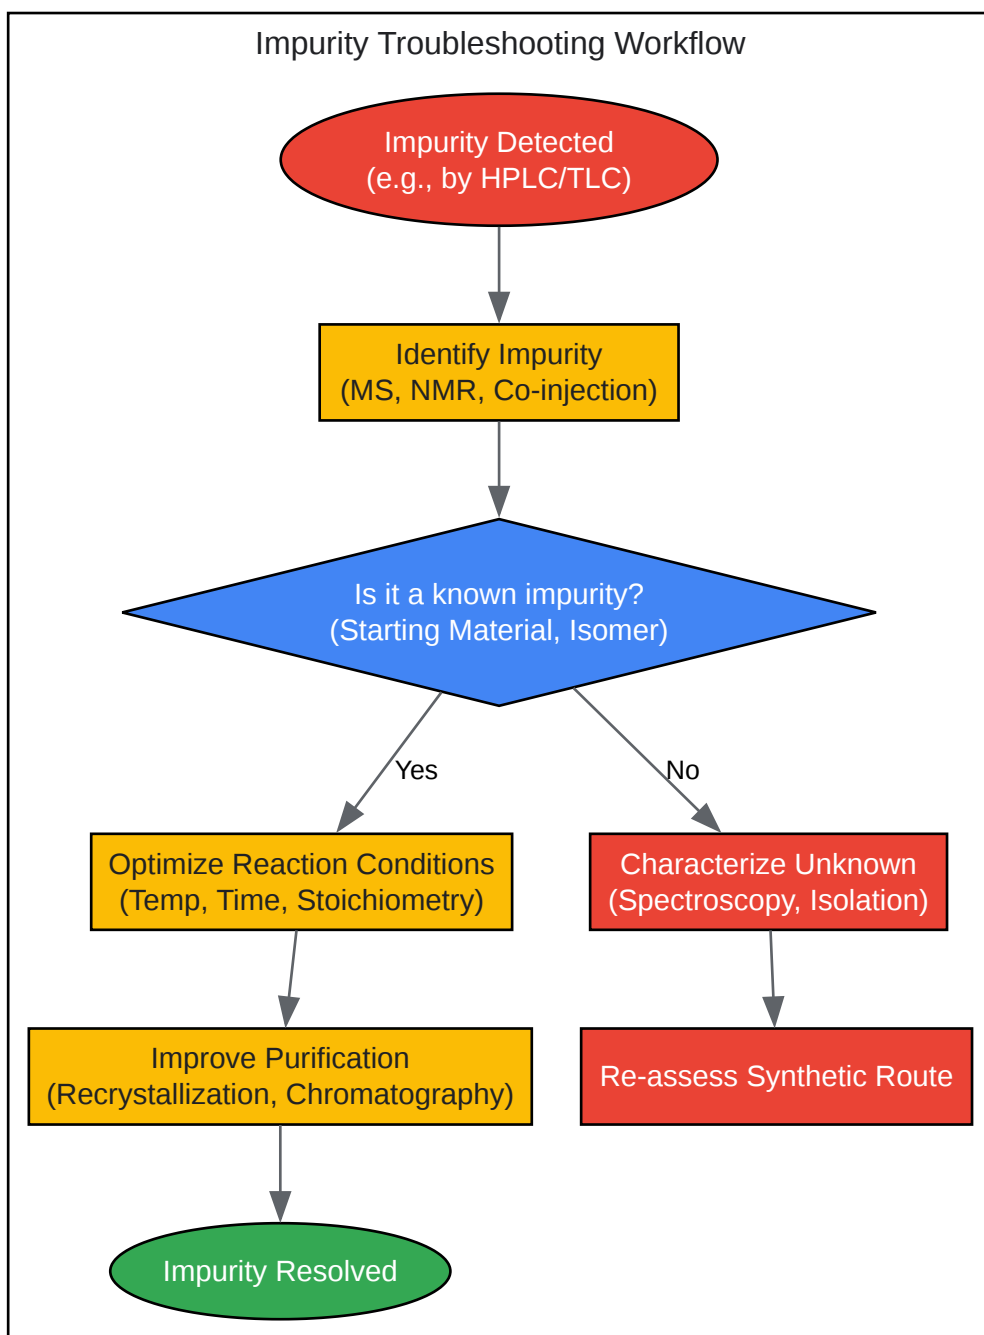 Impurity Troubleshooting Workflow
Impurity Detected
(e.g., by HPLC/TLC)
Identify Impurity
(MS, NMR, Co-injection)
Is it a known impurity?
(Starting Material, Isomer)
Yes
No
Optimize Reaction Conditions
(Temp, Time, Stoichiometry)
Characterize Unknown
(Spectroscopy, Isolation)
Improve Purification
(Recrystallization, Chromatography)
Re-assess Synthetic Route
Impurity Resolved